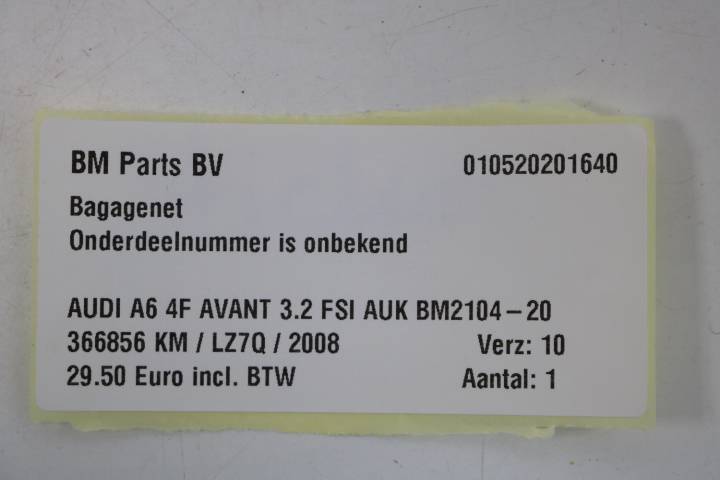 BM Parts BV 010520201640
Bagagenet
Onderdeelnummer is onbekend
AUDI A6 4F AVANT 3.2 FSI AUK BM2104-20
366856 KM / LZ7Q / 2008 Verz: 10
29.50 Euro incl. BTW Aantal: 1